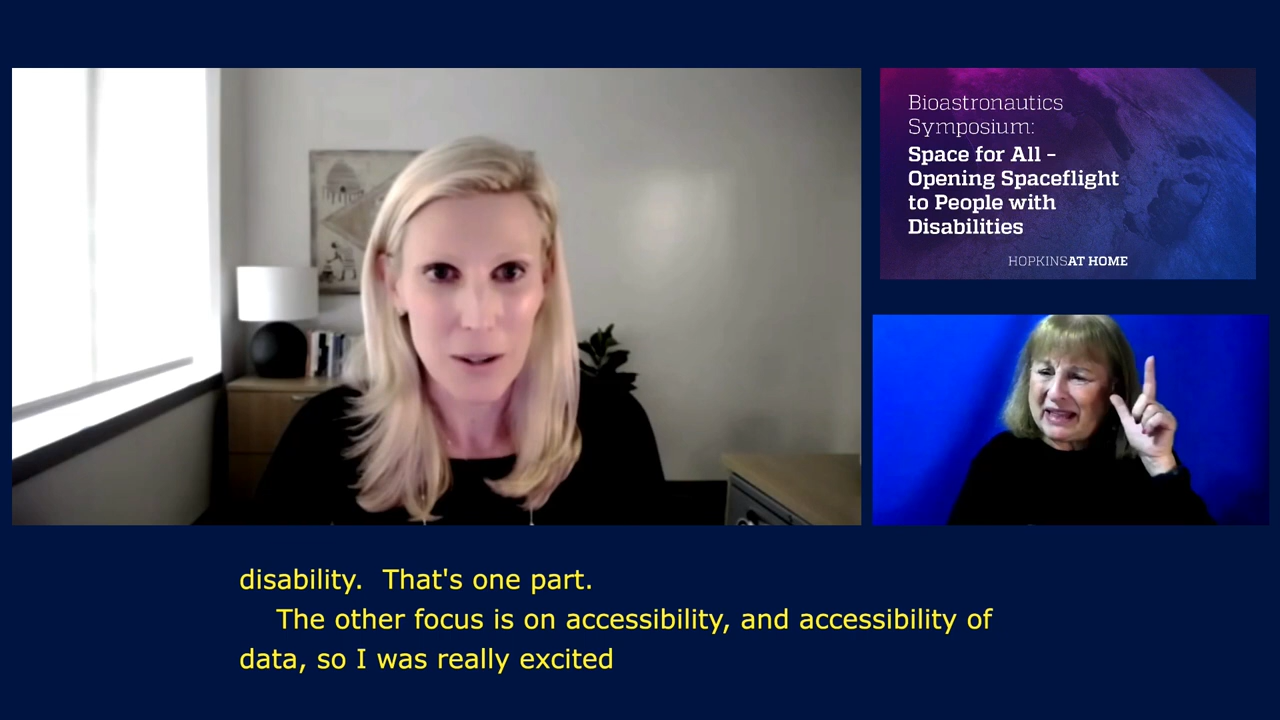 Bioastronautics
Symposium:
Space for All –
Opening Spaceflight
to People with
Disabilities
HOPKINSAT HOME
disability.  That's one part.
The other focus is on accessibility, and accessibility of
data, so I was really excited